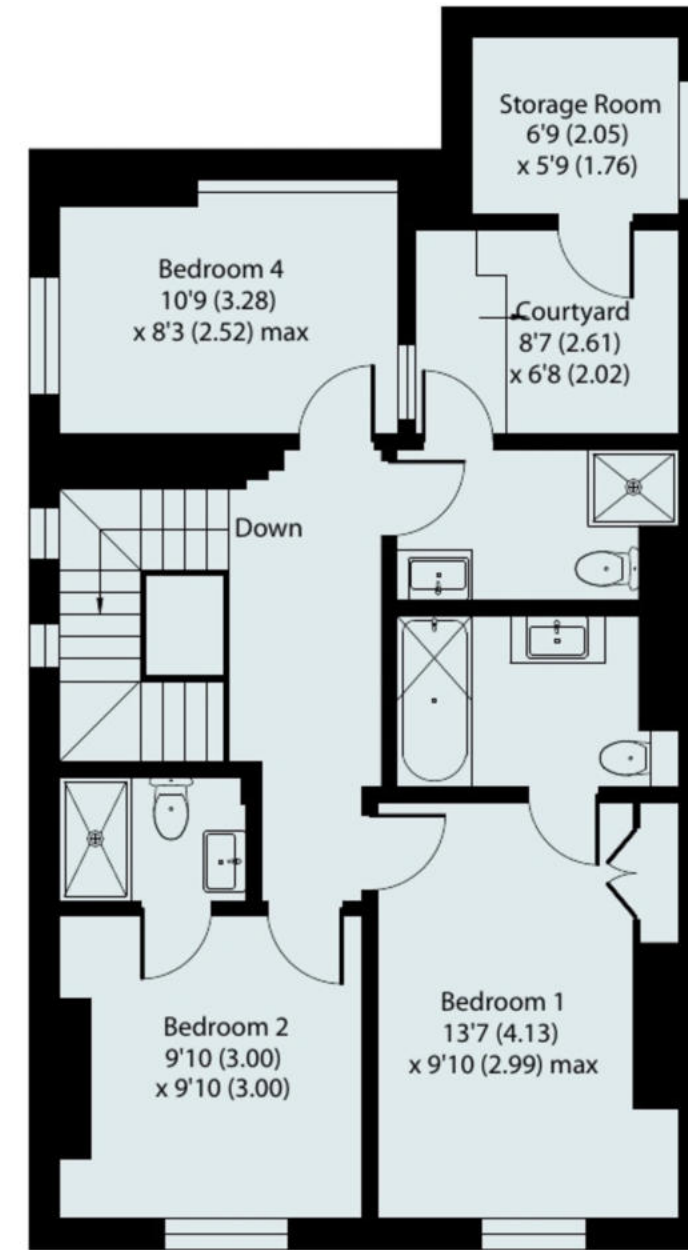 Storage Room
6'9 (2.05)
x 5'9 (1.76)
Bedroom 4
10'9 (3.28)
x 8'3 (2.52) max
Courtyard
8'7 (2.61)
x 6'8 (2.02)
Down
Bedroom 2
9'10 (3.00)
x 9'10 (3.00)
Bedroom 1
13'7 (4.13)
x 9'10 (2.99) max